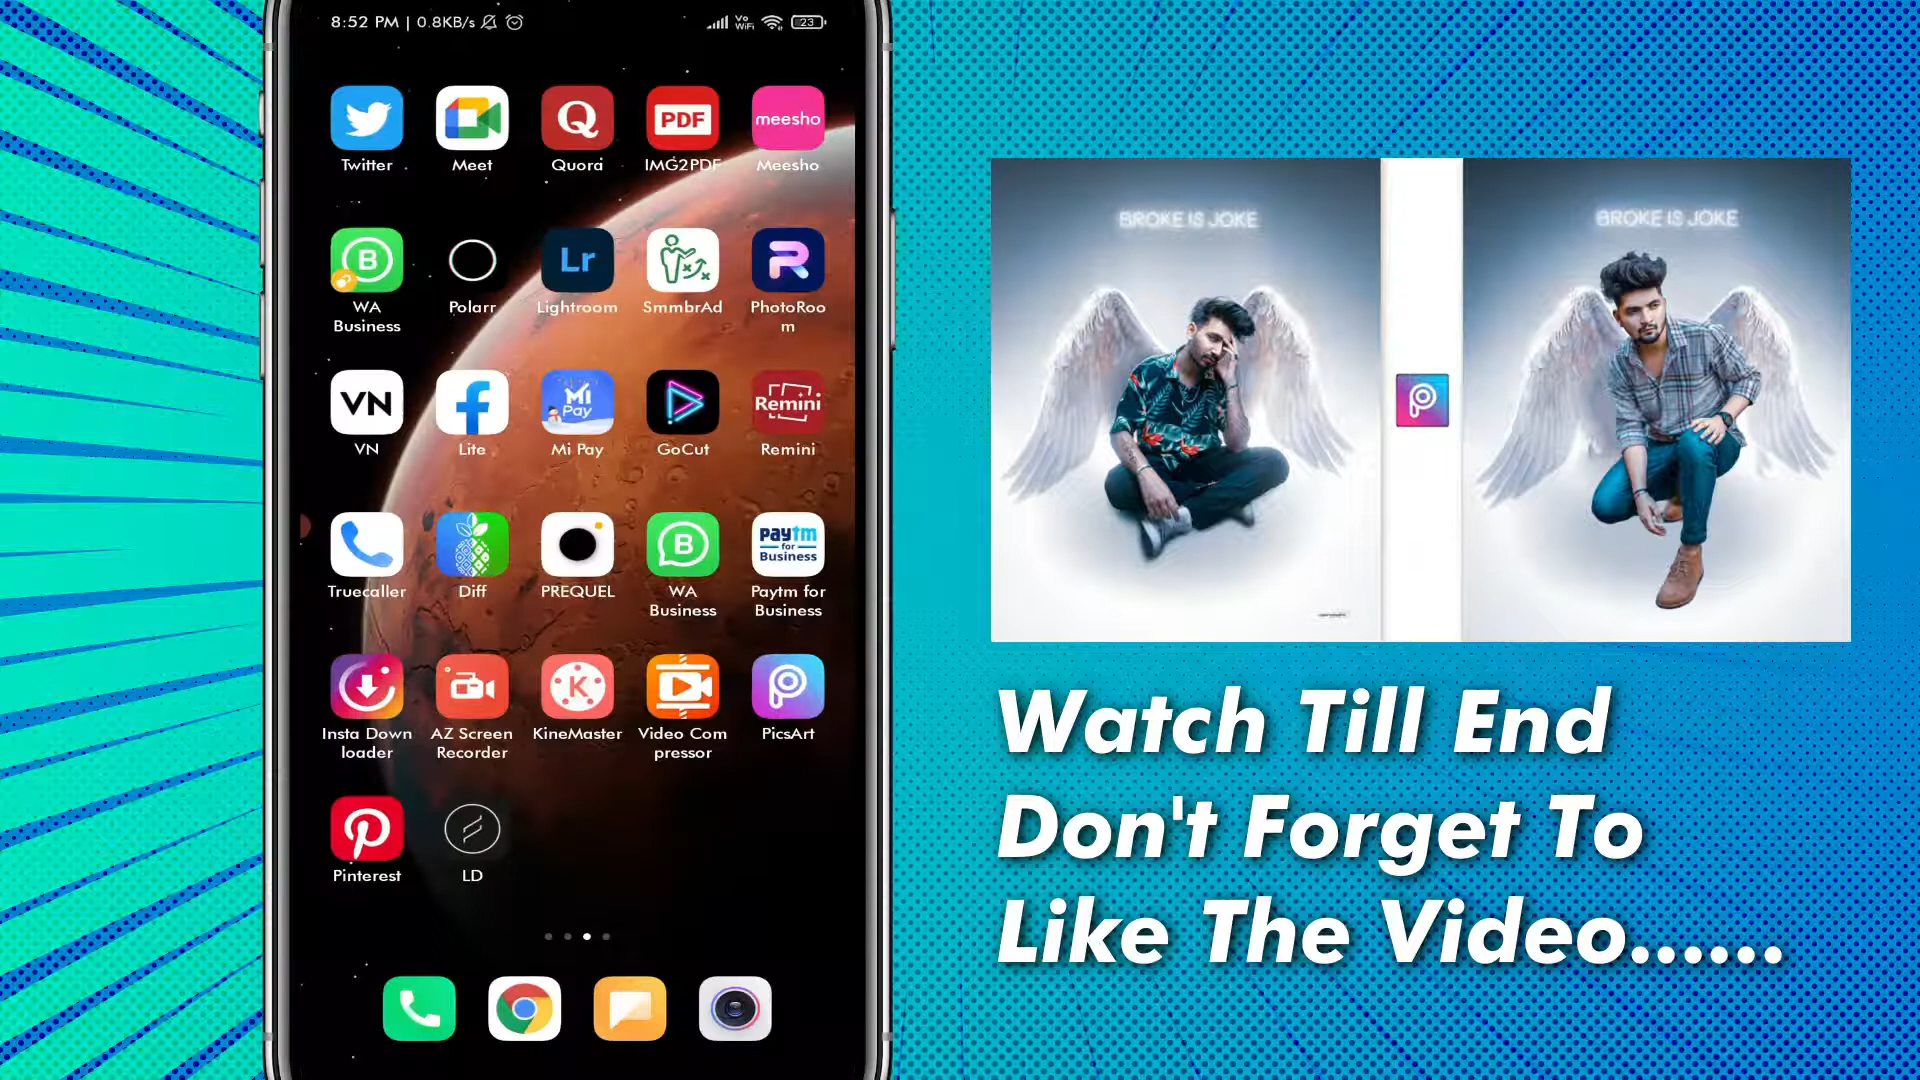 8:52 PM | 0.8KB/s
Vo
WiFi
23
Q
PDF
meesho
Twitter
Meet
Quora
IMG2PDF
Meesho
B
Lr
WA
Business
Polarr
Lightroom
SmmbrAd
PhotoRoo
m
VN
Mi
Pay
Remini
VN
Lite
Mi Pay
GoCut
Remini
B
paytm
for
Business
Truecaller
Diff
PREQUEL
WA
Business
Paytm for
Business
K
Insta Down
loader
AZ Screen
Recorder
KineMaster
Video Com
pressor
PicsArt
Pinterest
LD
BROKE IS JOKE
BROKE IS JOKE
Watch Till End
Don't Forget To
Like The Video......